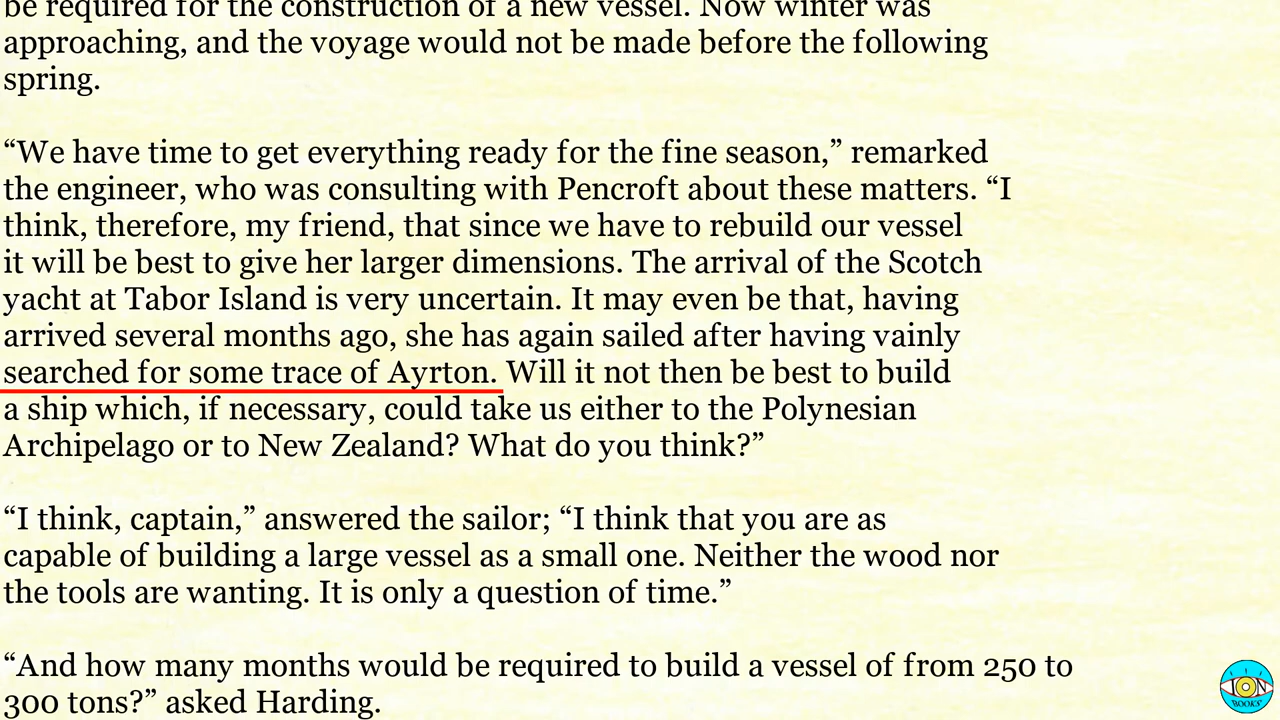 be required for the construction of a new vessel. Now winter was
approaching, and the voyage would not be made before the following
spring.
“We have time to get everything ready for the fine season,” remarked
the engineer, who was consulting with Pencroft about these matters. “I
think, therefore, my friend, that since we have to rebuild our vessel
it will be best to give her larger dimensions. The arrival of the Scotch
yacht at Tabor Island is very uncertain. It may even be that, having
arrived several months ago, she has again sailed after having vainly
searched for some trace of Ayrton. Will it not then be best to build
a ship which, if necessary, could take us either to the Polynesian
Archipelago or to New Zealand? What do you think?”
“I think, captain,” answered the sailor; “I think that you are as
capable of building a large vessel as a small one. Neither the wood nor
the tools are wanting. It is only a question of time.”
“And how many months would be required to build a vessel of from 250 to
300 tons?” asked Harding.
ION
BOOKS